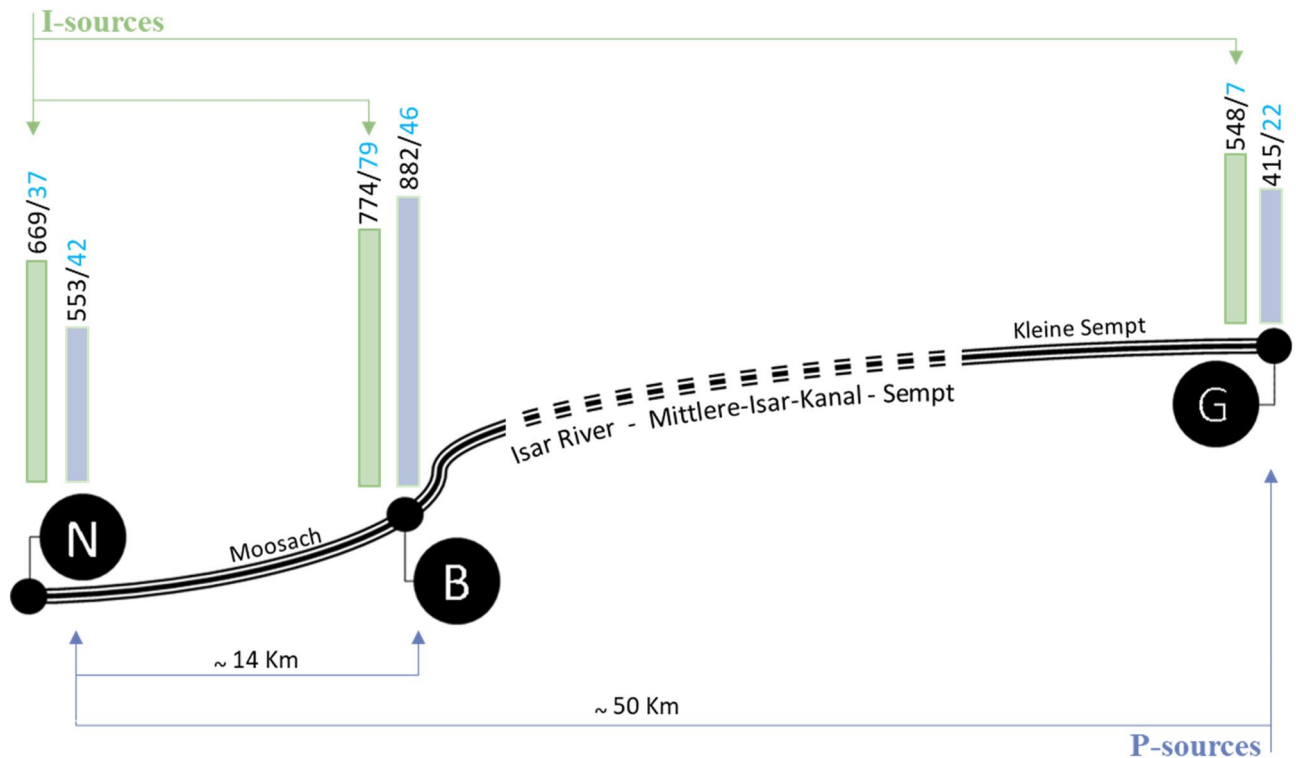 I-sources
669/37
553/42
774/79
882/46
548/7
415/22
Kleine Sempt
Isar River - Mittlere-Isar-Kanal - Sempt
G
N
Moosach
B
~ 14 Km
~ 50 Km
P-sources